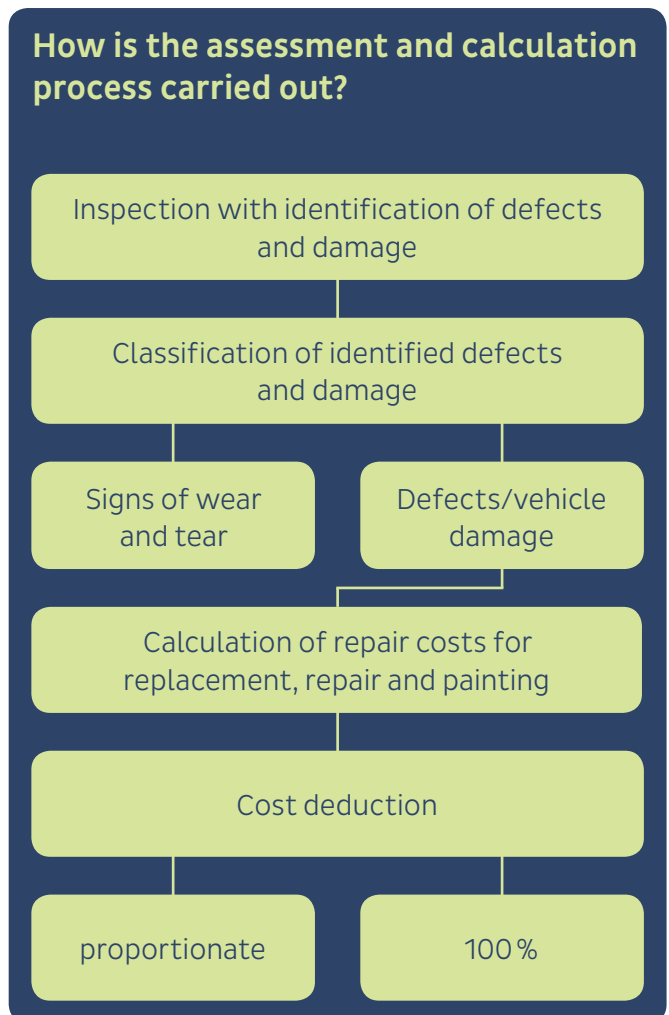 How is the assessment and calculation
process carried out?
Inspection with identification of defects
and damage
Classification of identified defects
and damage
Signs of wear
and tear
Defects/vehicle
damage
Calculation of repair costs for
replacement, repair and painting
Cost deduction
proportionate
100 %